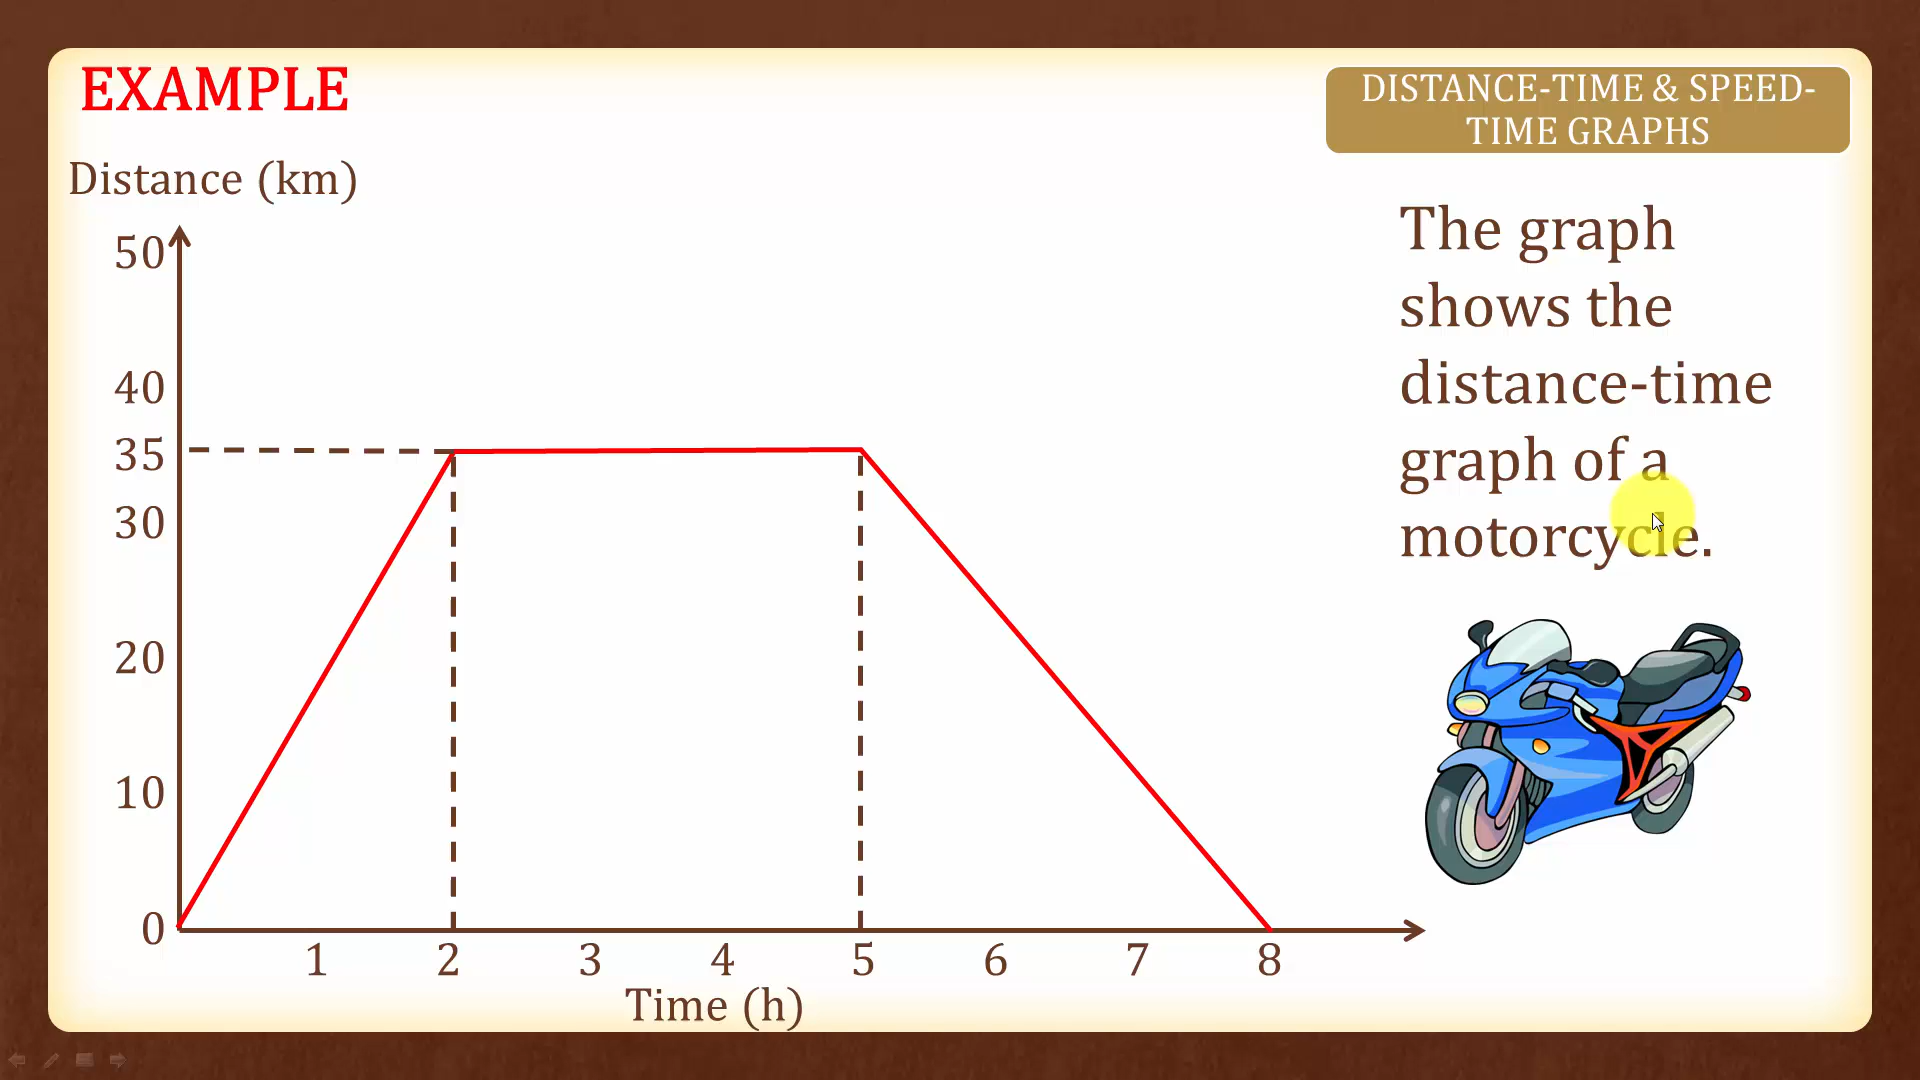 EXAMPLE
DISTANCE-TIME & SPEED-
TIME GRAPHS
Distance (km)
50
40
35
30
20
10
0
1 2 3 4 5 6 7 8
Time (h)
The graph
shows the
distance-time
graph of a
motorcycle.